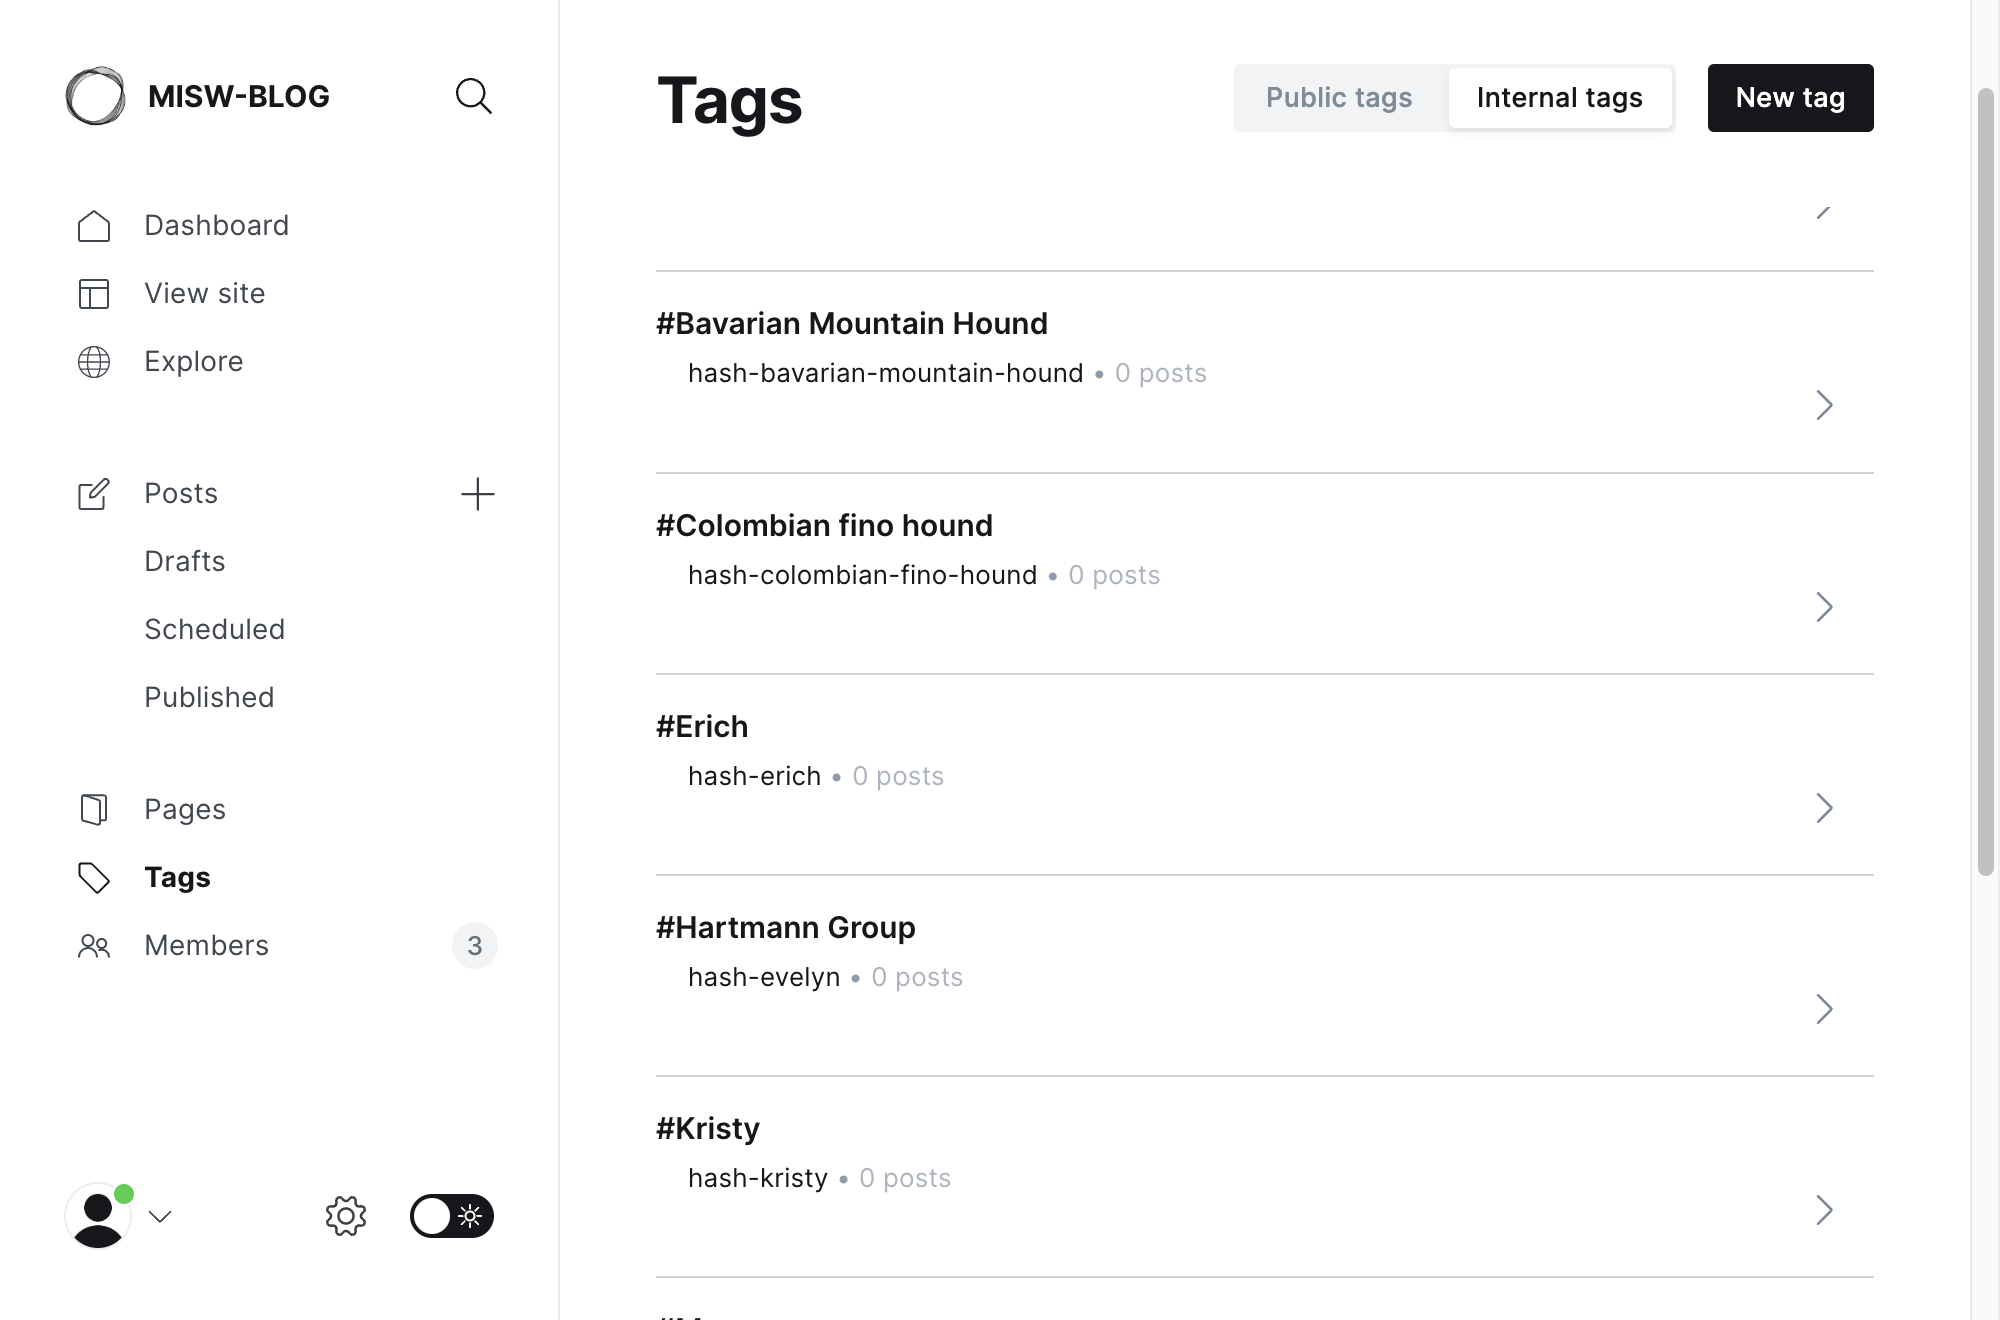 MISW-BLOG
Dashboard
View site
Explore
Posts
Drafts
Scheduled
Published
Pages
Tags
Members
3
Tags
Public tags
Internal tags
New tag
#Bavarian Mountain Hound
hash-bavarian-mountain-hound • 0 posts
#Colombian fino hound
hash-colombian-fino-hound • 0 posts
#Erich
hash-erich • 0 posts
#Hartmann Group
hash-evelyn • 0 posts
#Kristy
hash-kristy • 0 posts